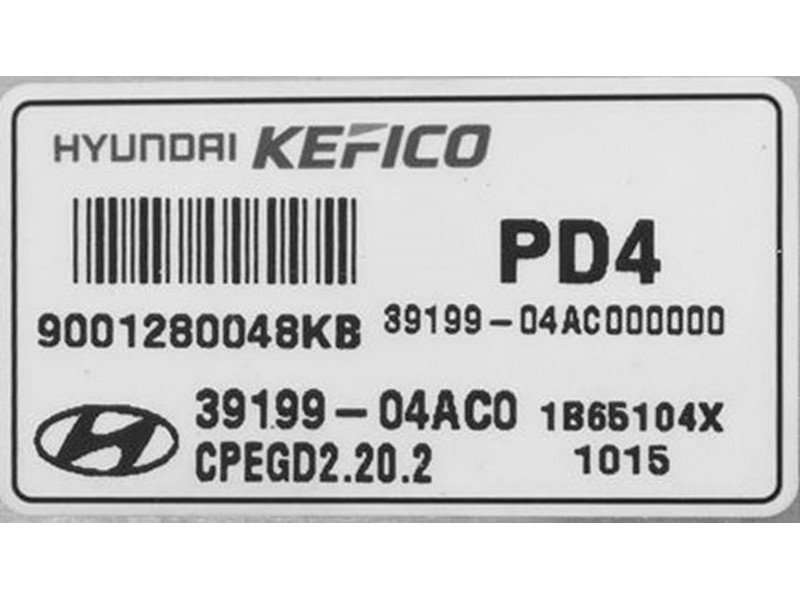 HYUNDAI KEFICO
PD4
9001280048KB
39199-04AC000000
39199-04AC0
1B65104X
CPEGD2.20.2
1015